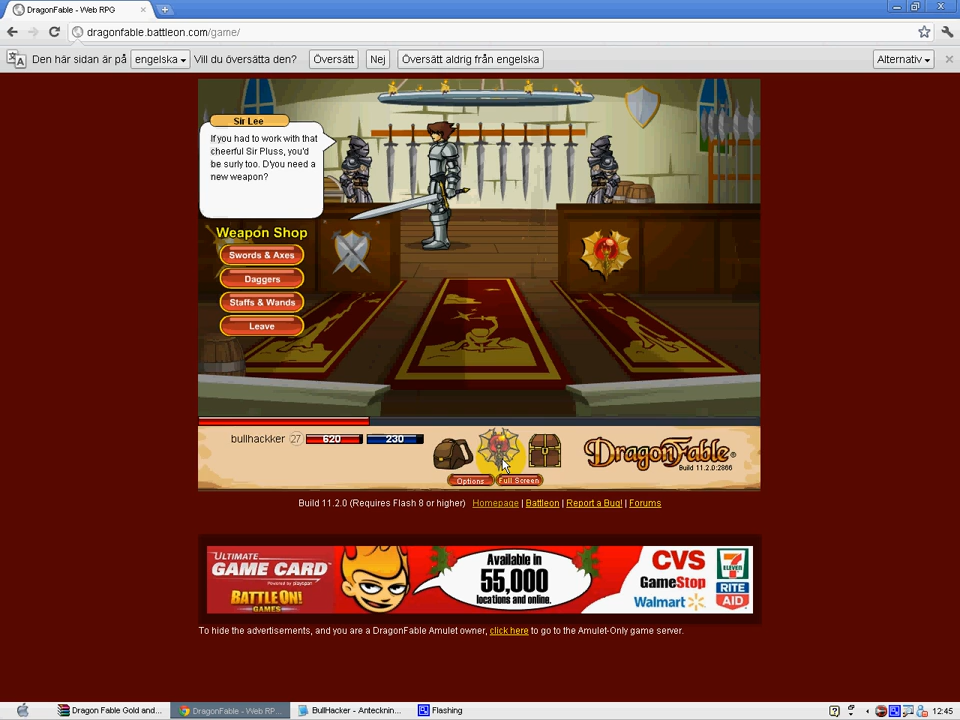 DragonFable - Web RPG
dragonfable.battleon.com/game/
Den här sidan är på engelska Vill du översätta den? Översätt Nej Översätt aldrig från engelska Alternativ
Sir Lee
If you had to work with that
cheerful Sir Pluss, you'd
be surly too. D'you need a
new weapon?
Weapon Shop
Swords & Axes
Daggers
Staffs & Wands
Leave
bullhackker 27 620 230
DragonFable
Build 11.2.0:2866
Options Full Screen
Build 11.2.0 (Requires Flash 8 or higher) Homepage | Battleon | Report a Bug! | Forums
ULTIMATE
GAME CARD
Powered by playspan
BATTLEON!
GAMES
Available in
55,000
locations and online.
CVS
GameStop
Walmart
7 ELEVEN
RITE
AID
To hide the advertisements, and you are a DragonFable Amulet owner, click here to go to the Amulet-Only game server.
Dragon Fable Gold and... DragonFable - Web RP... BullHacker - Antecknin... Flashing 12:45